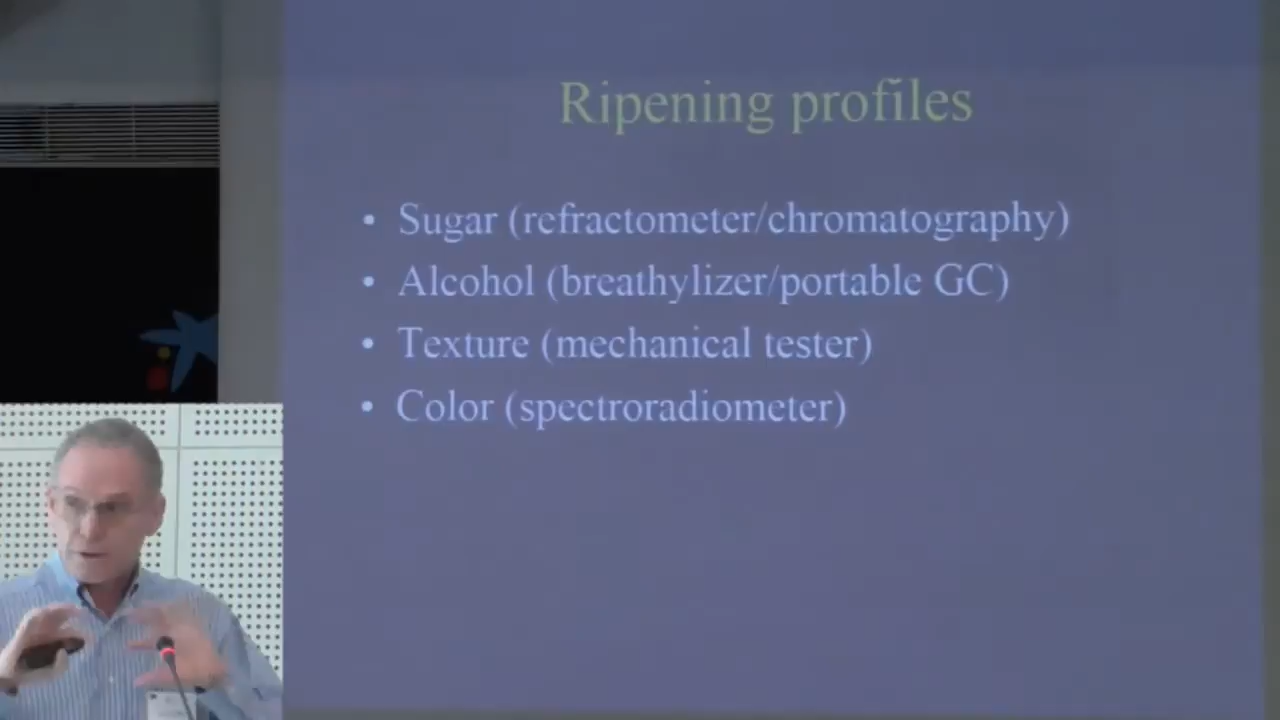 Ripening profiles
• Sugar (refractometer/chromatography)
• Alcohol (breathylizer/portable GC)
• Texture (mechanical tester)
• Color (spectroradiometer)